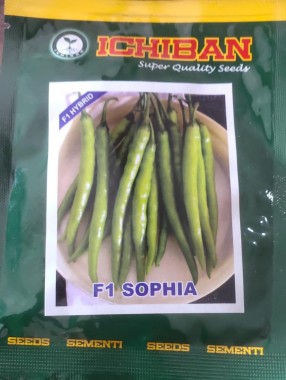 ICHIBAN
Super Quality Seeds
F1 HYBRID
F1 SOPHIA
SEEDS SEMENTI SEEDS SEMENTI